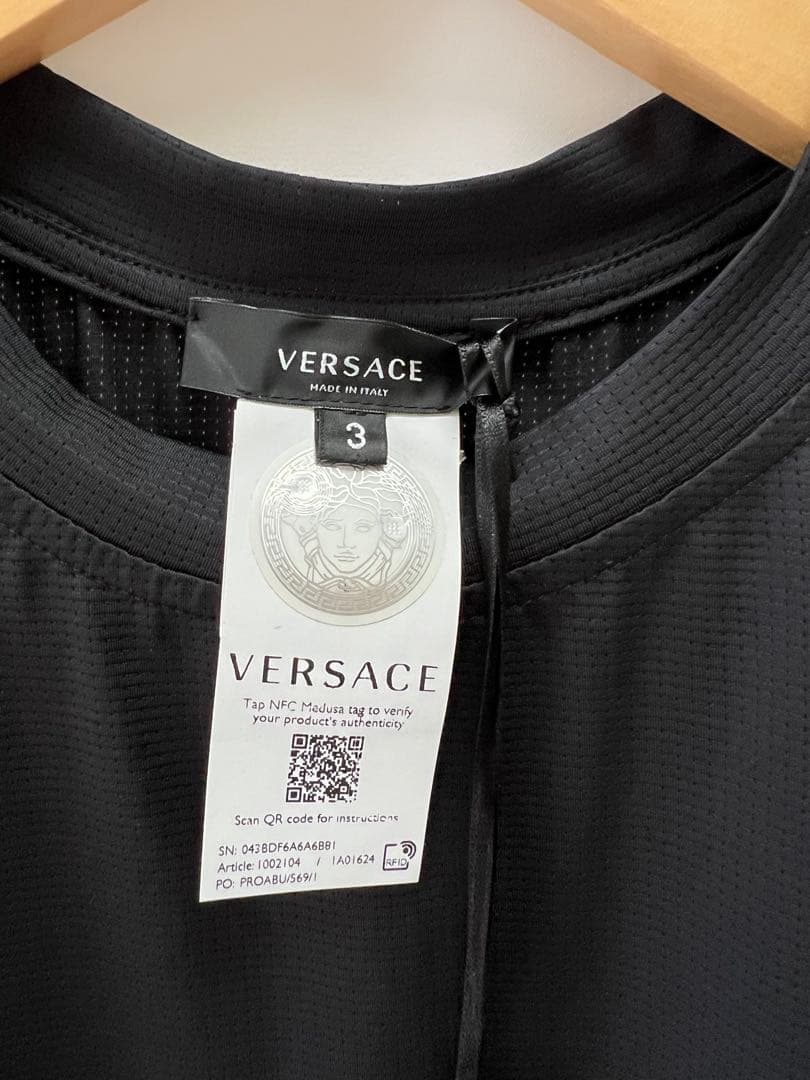 VERSACE
MADE IN ITALY
3
VERSACE
Tap NFC Medusa tag to verify
your product's authenticity
Scan QR code for instructions
SN: 043BDF6A6A6BB1
Article: 1002104 / 1A01624
PO: PROABU/569/1
RFID